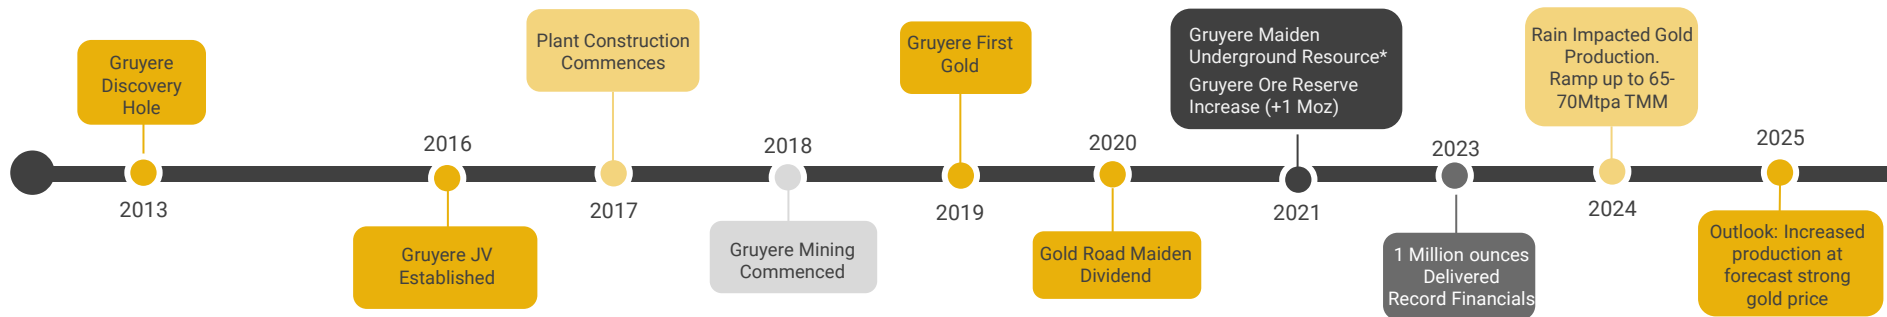 Gruyere
Discovery
Hole
2013
2016
Gruyere JV
Established
Plant Construction
Commences
2017
2018
Gruyere Mining
Commenced
Gruyere First
Gold
2019
2020
Gold Road Maiden
Dividend
Gruyere Maiden
Underground Resource*
Gruyere Ore Reserve
Increase (+1 Moz)
2021
2023
1 Million ounces
Delivered
Record Financials
Rain Impacted Gold
Production.
Ramp up to 65-
70Mtpa TMM
2024
2025
Outlook: Increased
production at
forecast strong
gold price